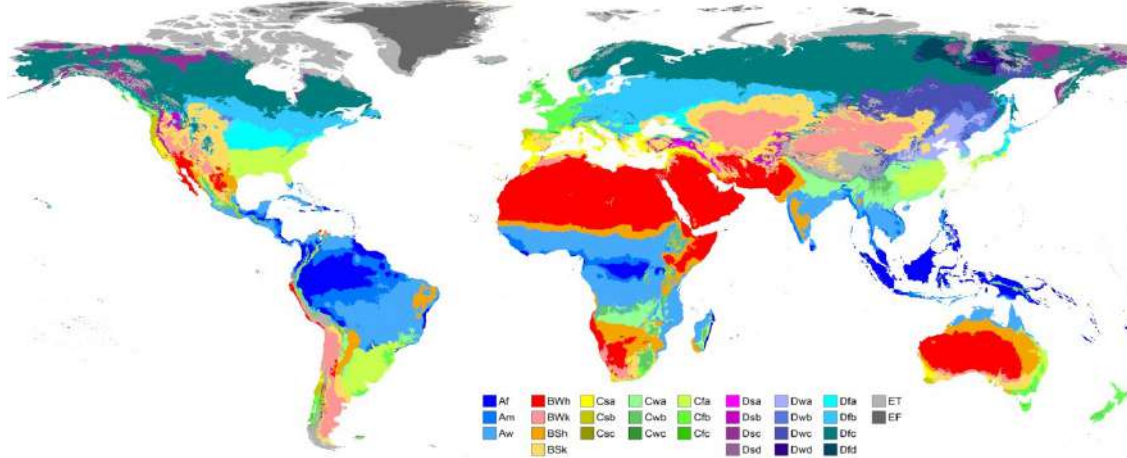 Af BWh Csa Cwa Cfa Dsa Dwa Dfa ET
Am BWk Csb Cwb Cfb Dsb Dwb Dfb EF
Aw BSh Csc Cwc Cfc Dsc Dwc Dfc
BSk Dsd Dwd Dfd